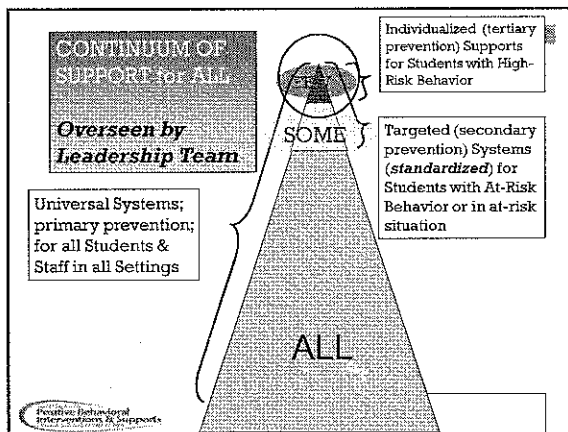 CONTINUUM OF
SUPPORT for ALL
Overseen by
Leadership Team
Individualized (tertiary
prevention) Supports
for Students with High-
Risk Behavior
SOME
Targeted (secondary
prevention) Systems
(standardized) for
Students with At-Risk
Behavior or in at-risk
situation
Universal Systems;
primary prevention;
for all Students &
Staff in all Settings
ALL
Positive Behavioral
Interventions & Supports